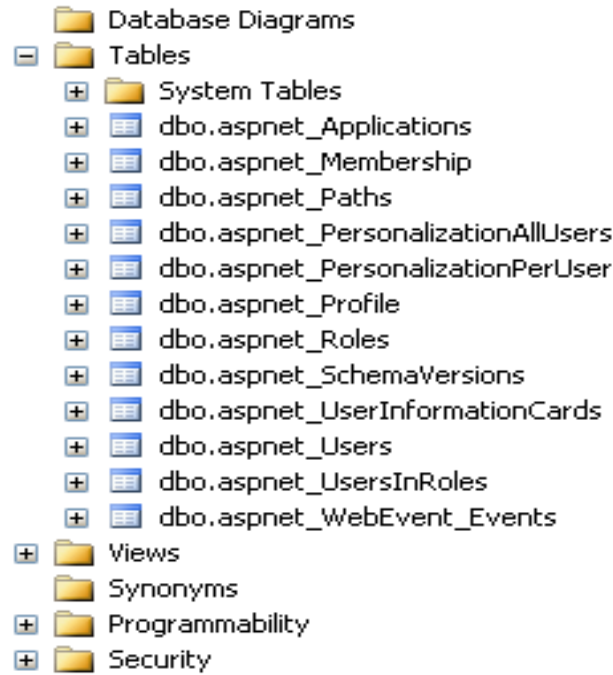 Database Diagrams
Tables
System Tables
dbo.aspnet_Applications
dbo.aspnet_Membership
dbo.aspnet_Paths
dbo.aspnet_PersonalizationAllUsers
dbo.aspnet_PersonalizationPerUser
dbo.aspnet_Profile
dbo.aspnet_Roles
dbo.aspnet_SchemaVersions
dbo.aspnet_UserInformationCards
dbo.aspnet_Users
dbo.aspnet_UsersInRoles
dbo.aspnet_WebEvent_Events
Views
Synonyms
Programmability
Security